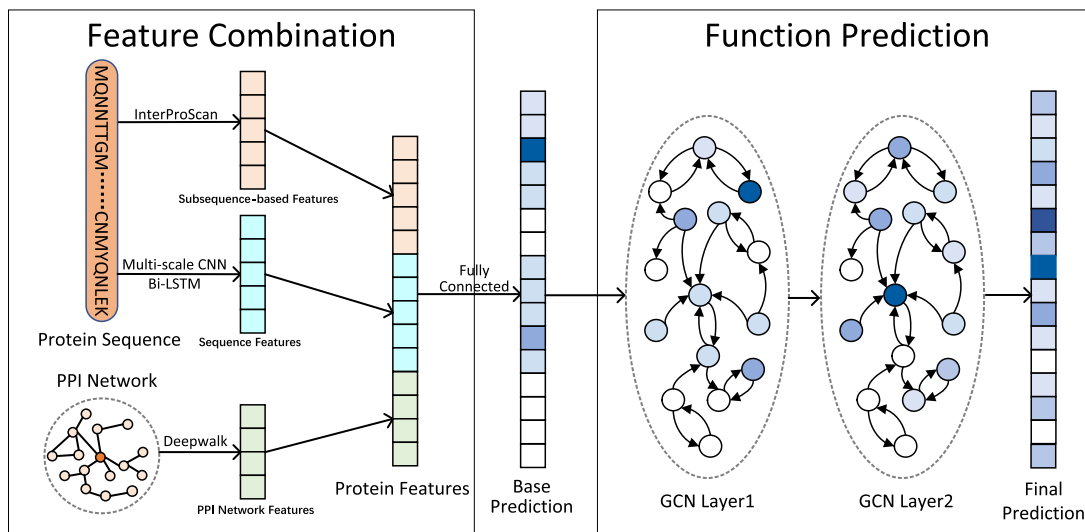 Feature Combination
MQNNTTGM······CNMYQNLEK
InterProScan
Subsequence-based Features
Multi-scale CNN
Bi-LSTM
Protein Sequence
Sequence Features
PPI Network
Deepwalk
PPI Network Features
Protein Features
Fully
Connected
Base
Prediction
Function Prediction
GCN Layer1
GCN Layer2
Final
Prediction